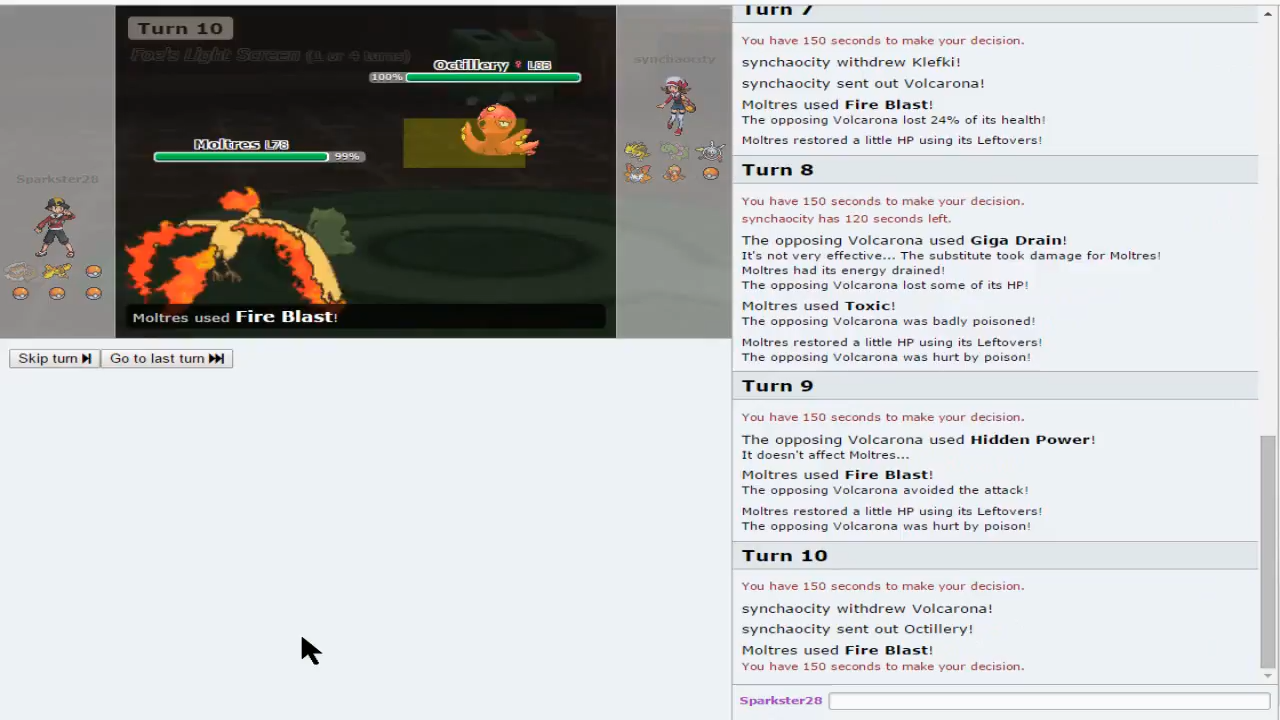 Turn 10
Foe's Light Screen (1 or 4 turns)
Octillery ♀ L83
100%
Moltres L78
99%
Moltres used Fire Blast!
Sparkster28
synchaocity
Skip turn
Go to last turn
Turn 7
You have 150 seconds to make your decision.
synchaocity withdrew Klefki!
synchaocity sent out Volcarona!
Moltres used Fire Blast!
The opposing Volcarona lost 24% of its health!
Moltres restored a little HP using its Leftovers!
Turn 8
You have 150 seconds to make your decision.
synchaocity has 120 seconds left.
The opposing Volcarona used Giga Drain!
It's not very effective... The substitute took damage for Moltres!
Moltres had its energy drained!
The opposing Volcarona lost some of its HP!
Moltres used Toxic!
The opposing Volcarona was badly poisoned!
Moltres restored a little HP using its Leftovers!
The opposing Volcarona was hurt by poison!
Turn 9
You have 150 seconds to make your decision.
The opposing Volcarona used Hidden Power!
It doesn't affect Moltres...
Moltres used Fire Blast!
The opposing Volcarona avoided the attack!
Moltres restored a little HP using its Leftovers!
The opposing Volcarona was hurt by poison!
Turn 10
You have 150 seconds to make your decision.
synchaocity withdrew Volcarona!
synchaocity sent out Octillery!
Moltres used Fire Blast!
You have 150 seconds to make your decision.
Sparkster28